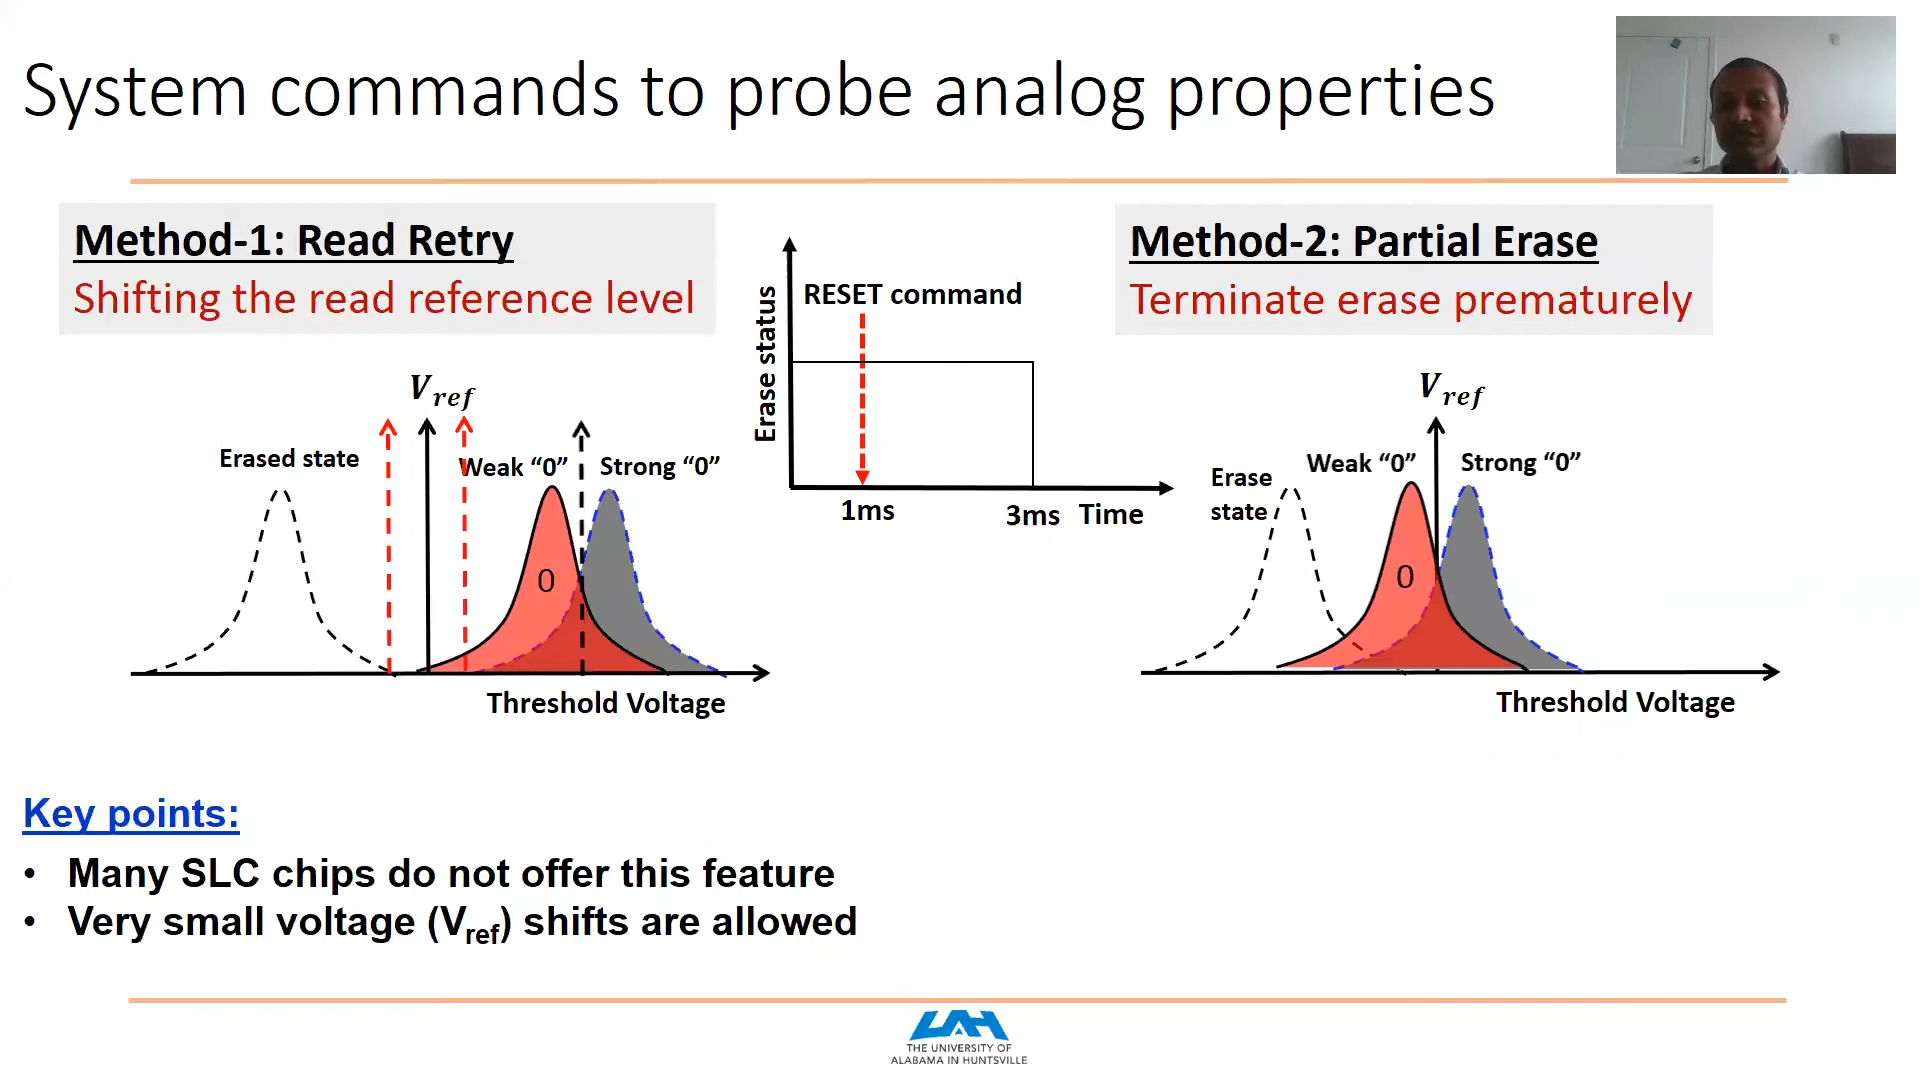 System commands to probe analog properties
Method-1: Read Retry
Shifting the read reference level
Vref
Erased state
Weak “0”
Strong “0”
0
Threshold Voltage
Erase status
RESET command
1ms
3ms
Time
Method-2: Partial Erase
Terminate erase prematurely
Vref
Erase
state
Weak “0”
Strong “0”
0
Threshold Voltage
Key points:
• Many SLC chips do not offer this feature
• Very small voltage (Vref) shifts are allowed
UAH
THE UNIVERSITY OF
ALABAMA IN HUNTSVILLE